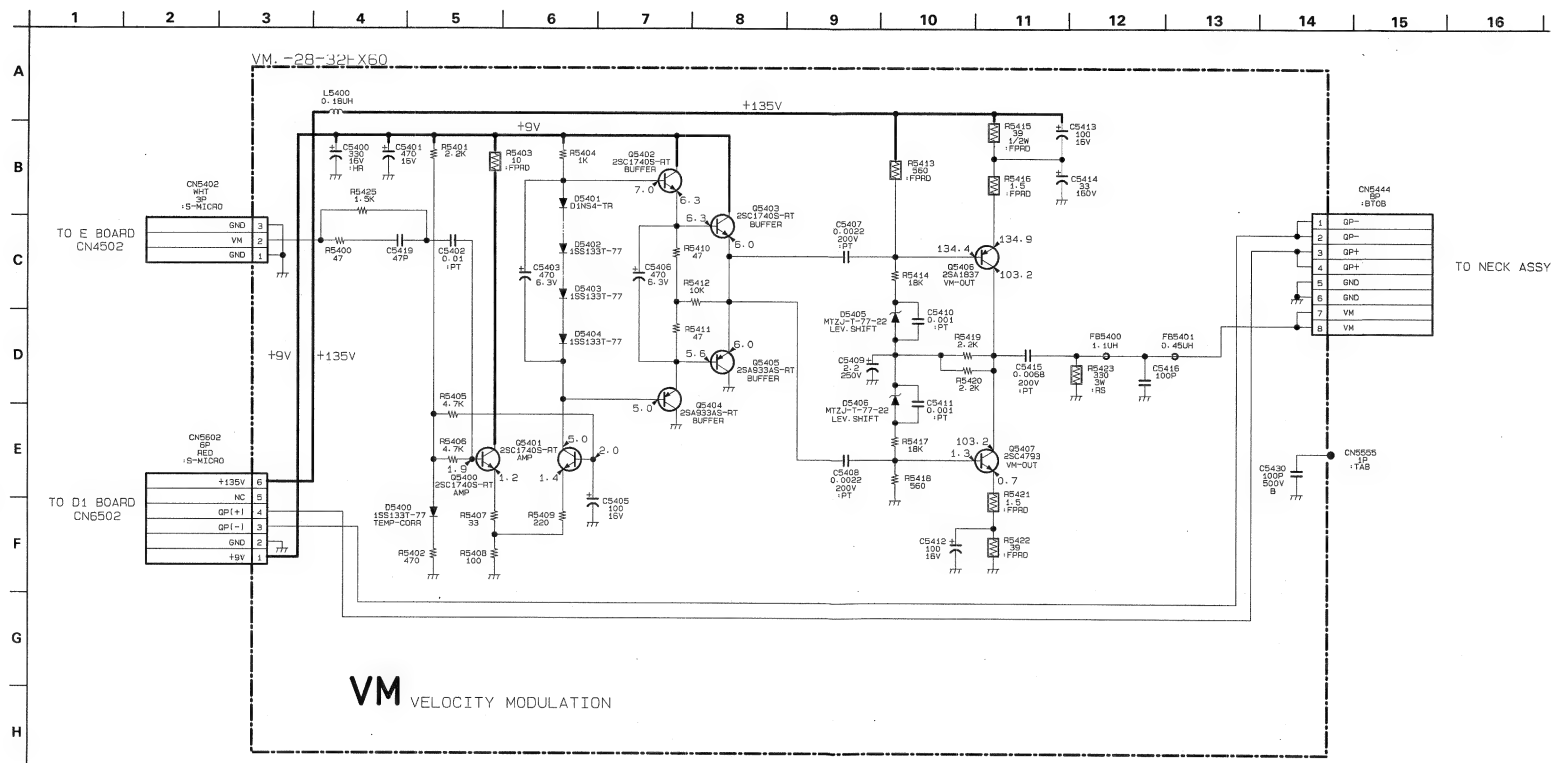 1 2 3 4 5 6 7 8 9 10 11 12 13 14 15 16
A
B
C
D
E
F
G
H
L5400
0.18UH
+135V
+9V
C5400
330
16V
:HR
C5401
470
16V
R5401
2.2K
R5403
10
:FPRD
R5404
1K
Q5402
2SC1740S-RT
BUFFER
7.0
6.3
D5401
D1NS4-TR
R5425
1.5K
CN5402
WHT
3P
:S-MICRO
TO E BOARD
CN4502
GND 3
VM 2
GND 1
R5400
47
C5419
47P
C5402
0.01
:PT
D5402
1SS133T-77
C5403
470
6.3V
D5403
1SS133T-77
D5404
1SS133T-77
C5406
470
6.3V
6.3
Q5403
2SC1740S-RT
BUFFER
6.0
R5410
47
R5412
10K
R5411
47
5.6
6.0
Q5405
2SA933AS-RT
BUFFER
5.0
Q5404
2SA933AS-RT
BUFFER
C5407
0.0022
200V
:PT
R5413
560
:FPRD
R5415
39
1/2W
:FPRD
C5413
100
16V
R5416
1.5
:FPRD
C5414
33
160V
134.4
134.9
103.2
Q5406
2SA1837
VM-OUT
R5414
18K
D5405
MTZJ-T-77-22
LEV.SHIFT
C5410
0.001
:PT
C5409
2.2
250V
R5419
2.2K
R5420
2.2K
C5415
0.0068
200V
:PT
FB5400
1.1UH
FB5401
0.45UH
R5423
330
3W
:RS
C5416
100P
D5406
MTZJ-T-77-22
LEV.SHIFT
C5411
0.001
:PT
R5417
18K
R5418
560
C5408
0.0022
200V
:PT
103.2
1.3
0.7
Q5407
2SC4793
VM-OUT
R5421
1.5
:FPRD
C5412
100
16V
R5422
39
:FPRD
CN5444
8P
:BTOB
1 QP-
2 QP-
3 QP+
4 QP+
5 GND
6 GND
7 VM
8 VM
TO NECK ASSY
C5430
100P
500V
B
CN5555
1P
:TAB
+9V
+135V
R5405
4.7K
R5406
4.7K
1.9
Q5400
2SC1740S-RT
AMP
1.2
Q5401
2SC1740S-RT
AMP
5.0
2.0
1.4
C5405
100
16V
D5400
1SS133T-77
TEMP-CORR
R5402
470
R5407
33
R5408
100
R5409
220
CN5602
6P
RED
:S-MICRO
TO D1 BOARD
CN6502
+135V 6
NC 5
QP(+) 4
QP(-) 3
GND 2
+9V 1
VM VELOCITY MODULATION